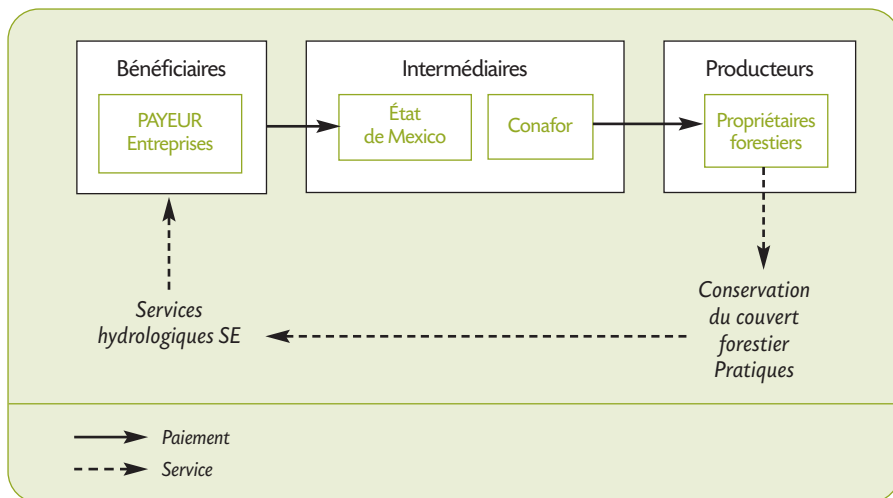 Bénéficiaires
PAYEUR
Entreprises
Intermédiaires
État
de Mexico
Conafor
Producteurs
Propriétaires
forestiers
Services
hydrologiques SE
Conservation
du couvert
forestier
Pratiques
Paiement
Service